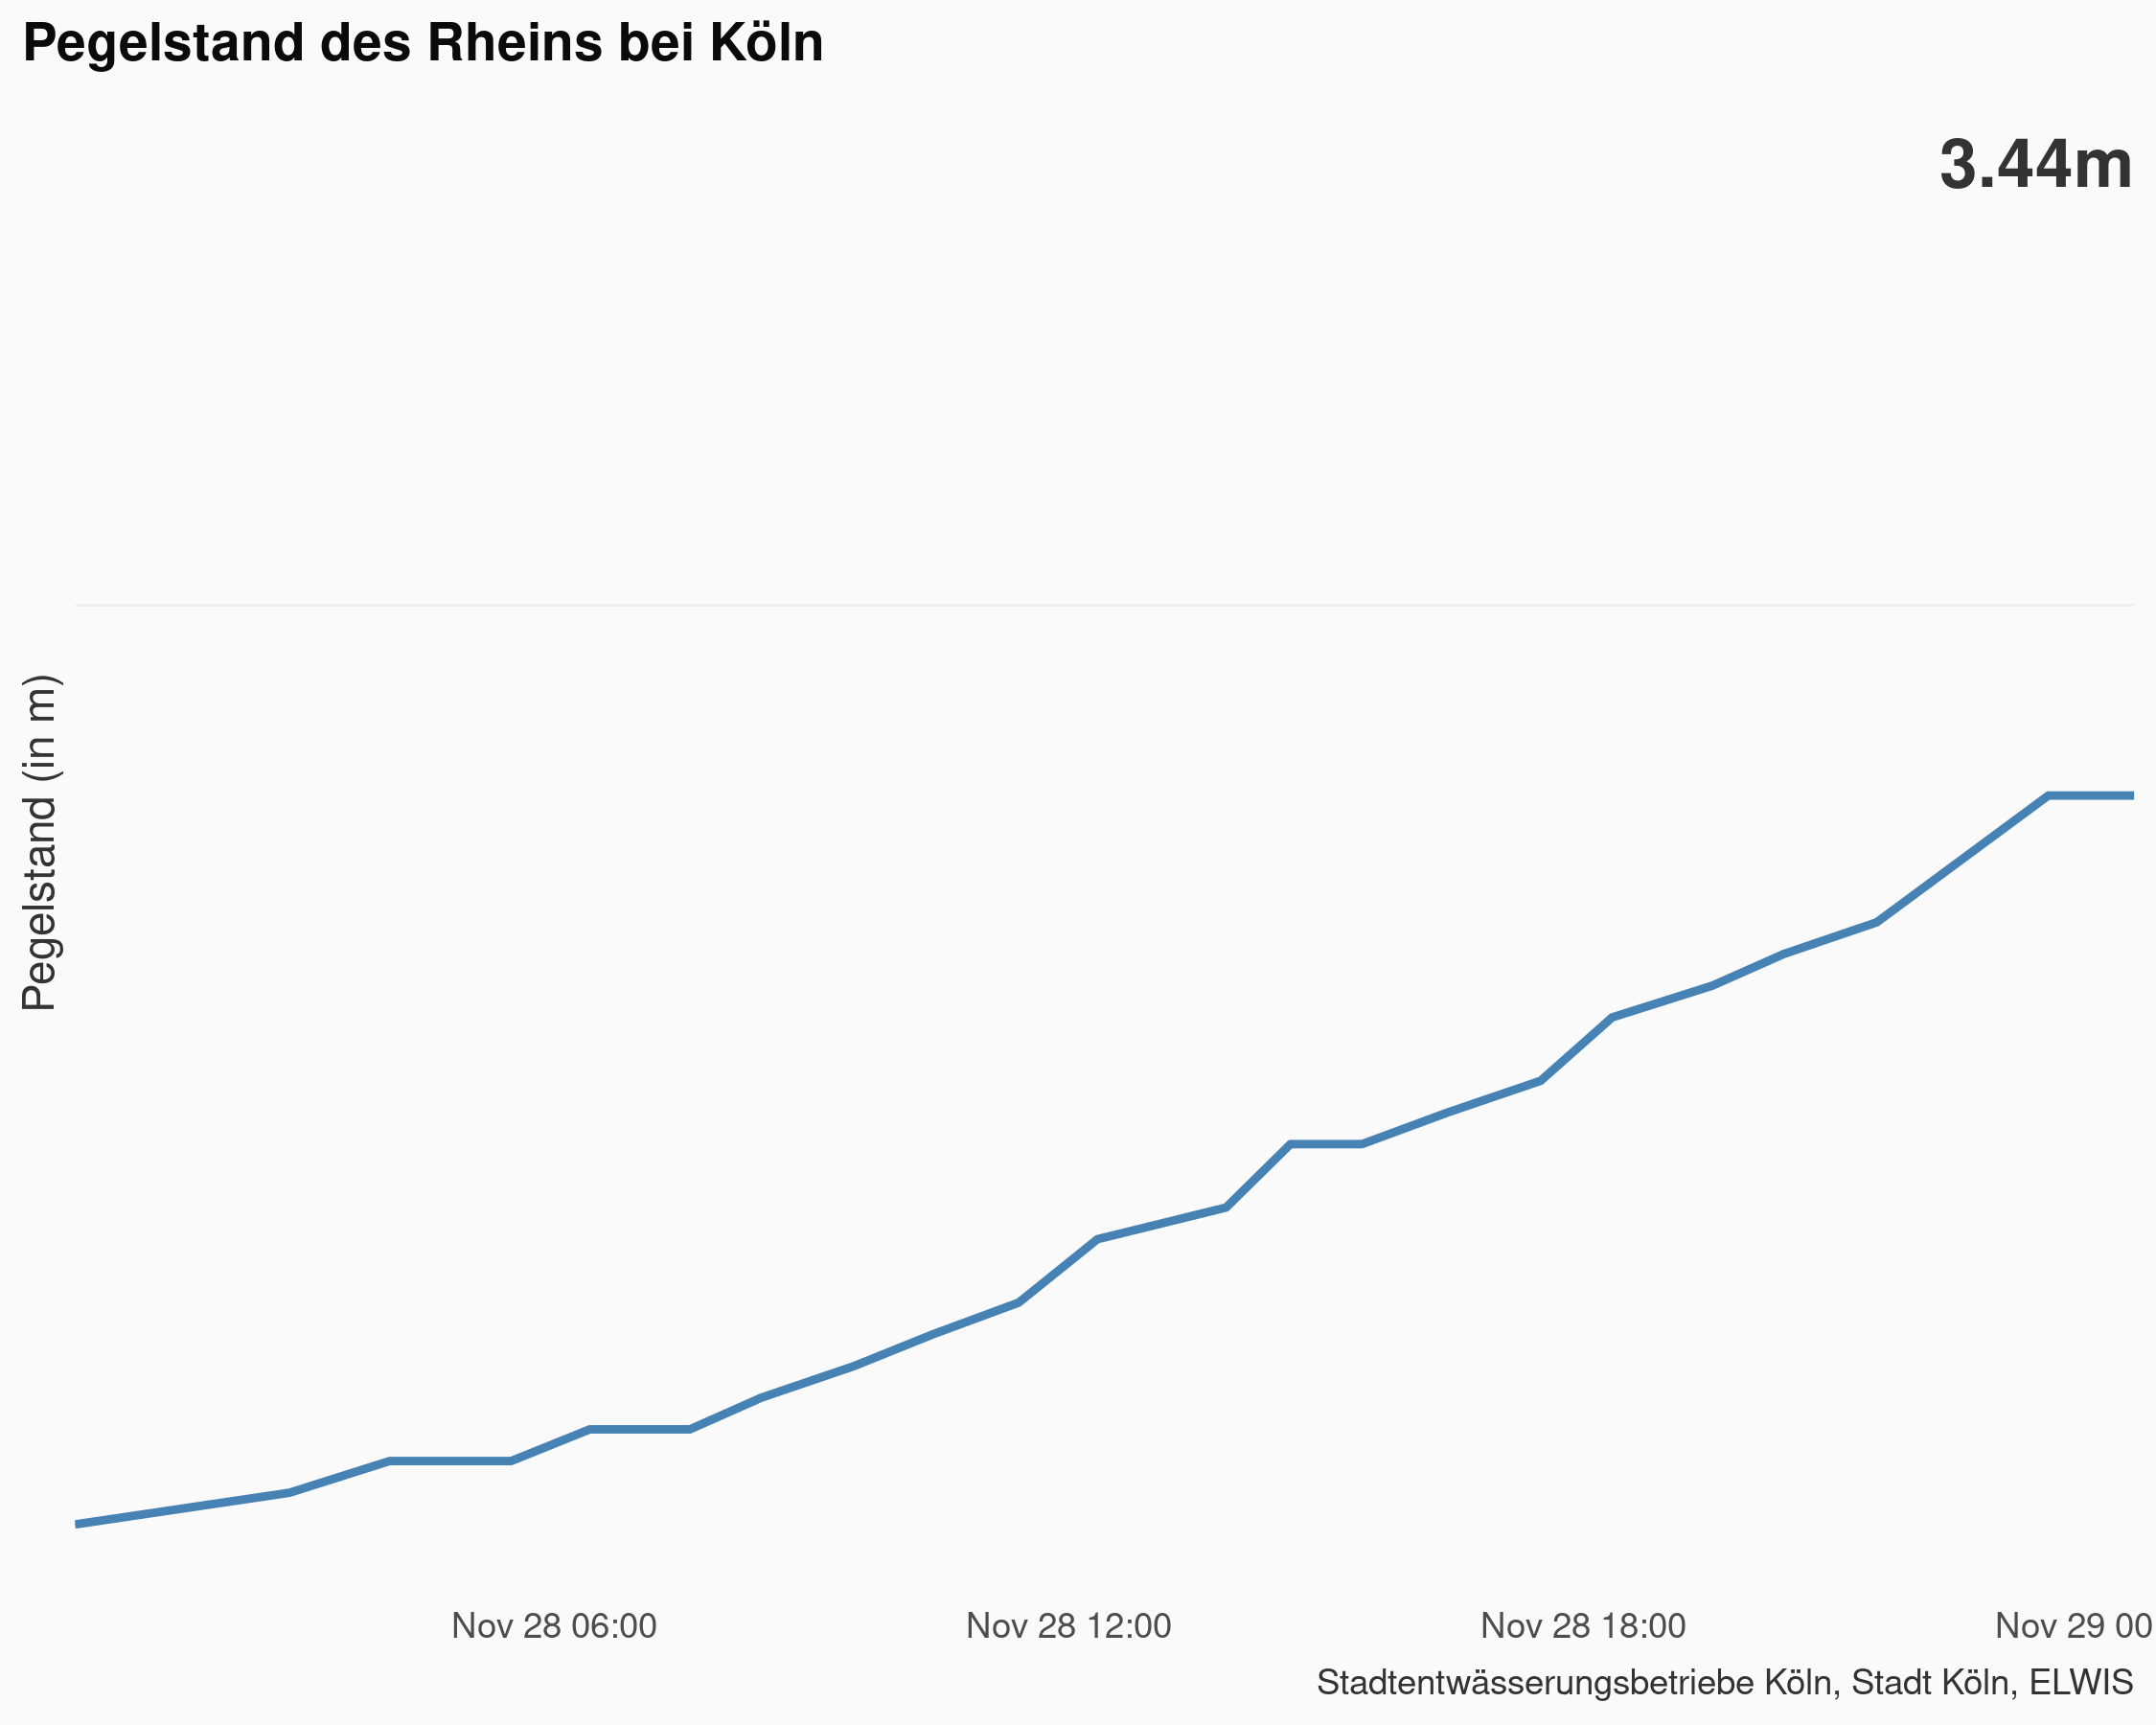 Pegelstand des Rheins bei Köln
3.44m
Pegelstand (in m)
Nov 28 06:00
Nov 28 12:00
Nov 28 18:00
Nov 29 00
Stadtentwässerungsbetriebe Köln, Stadt Köln, ELWIS